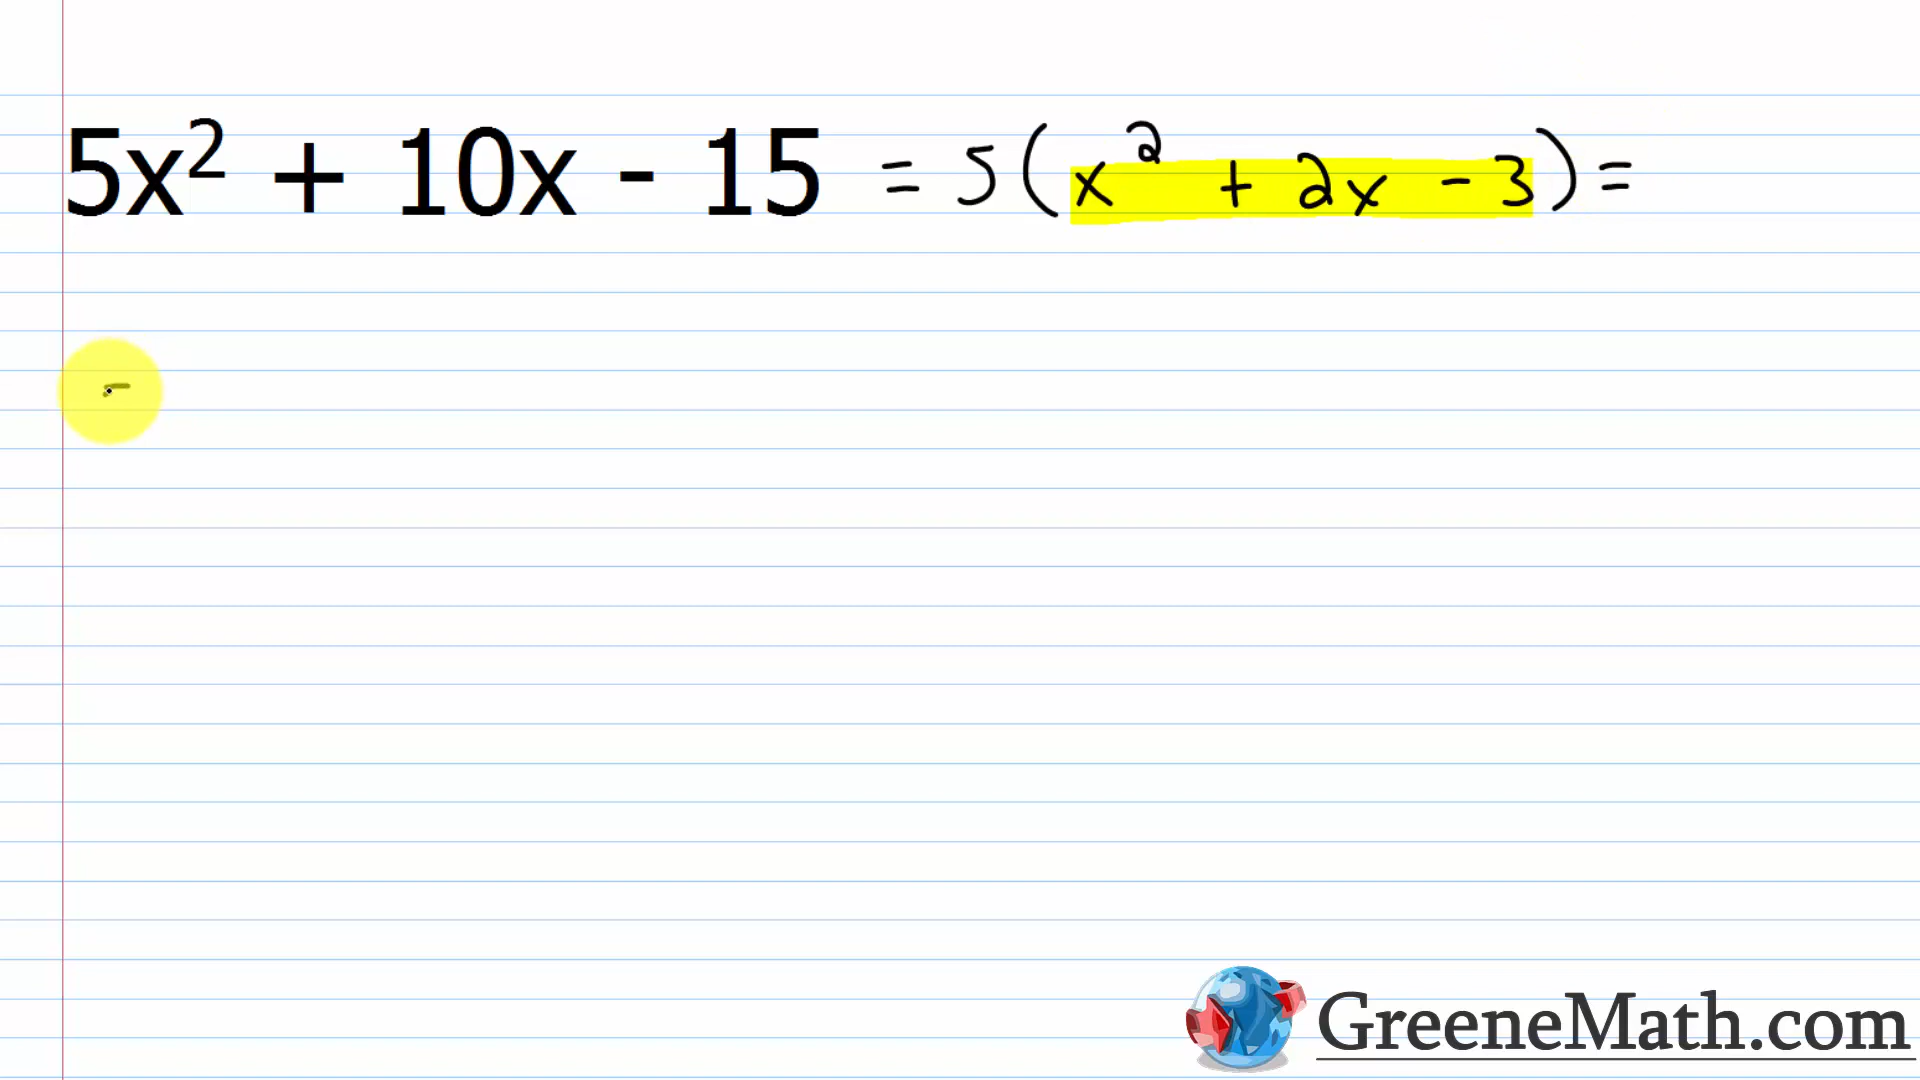 5x² + 10x - 15 = 5(x² + 2x - 3) =
GreeneMath.com